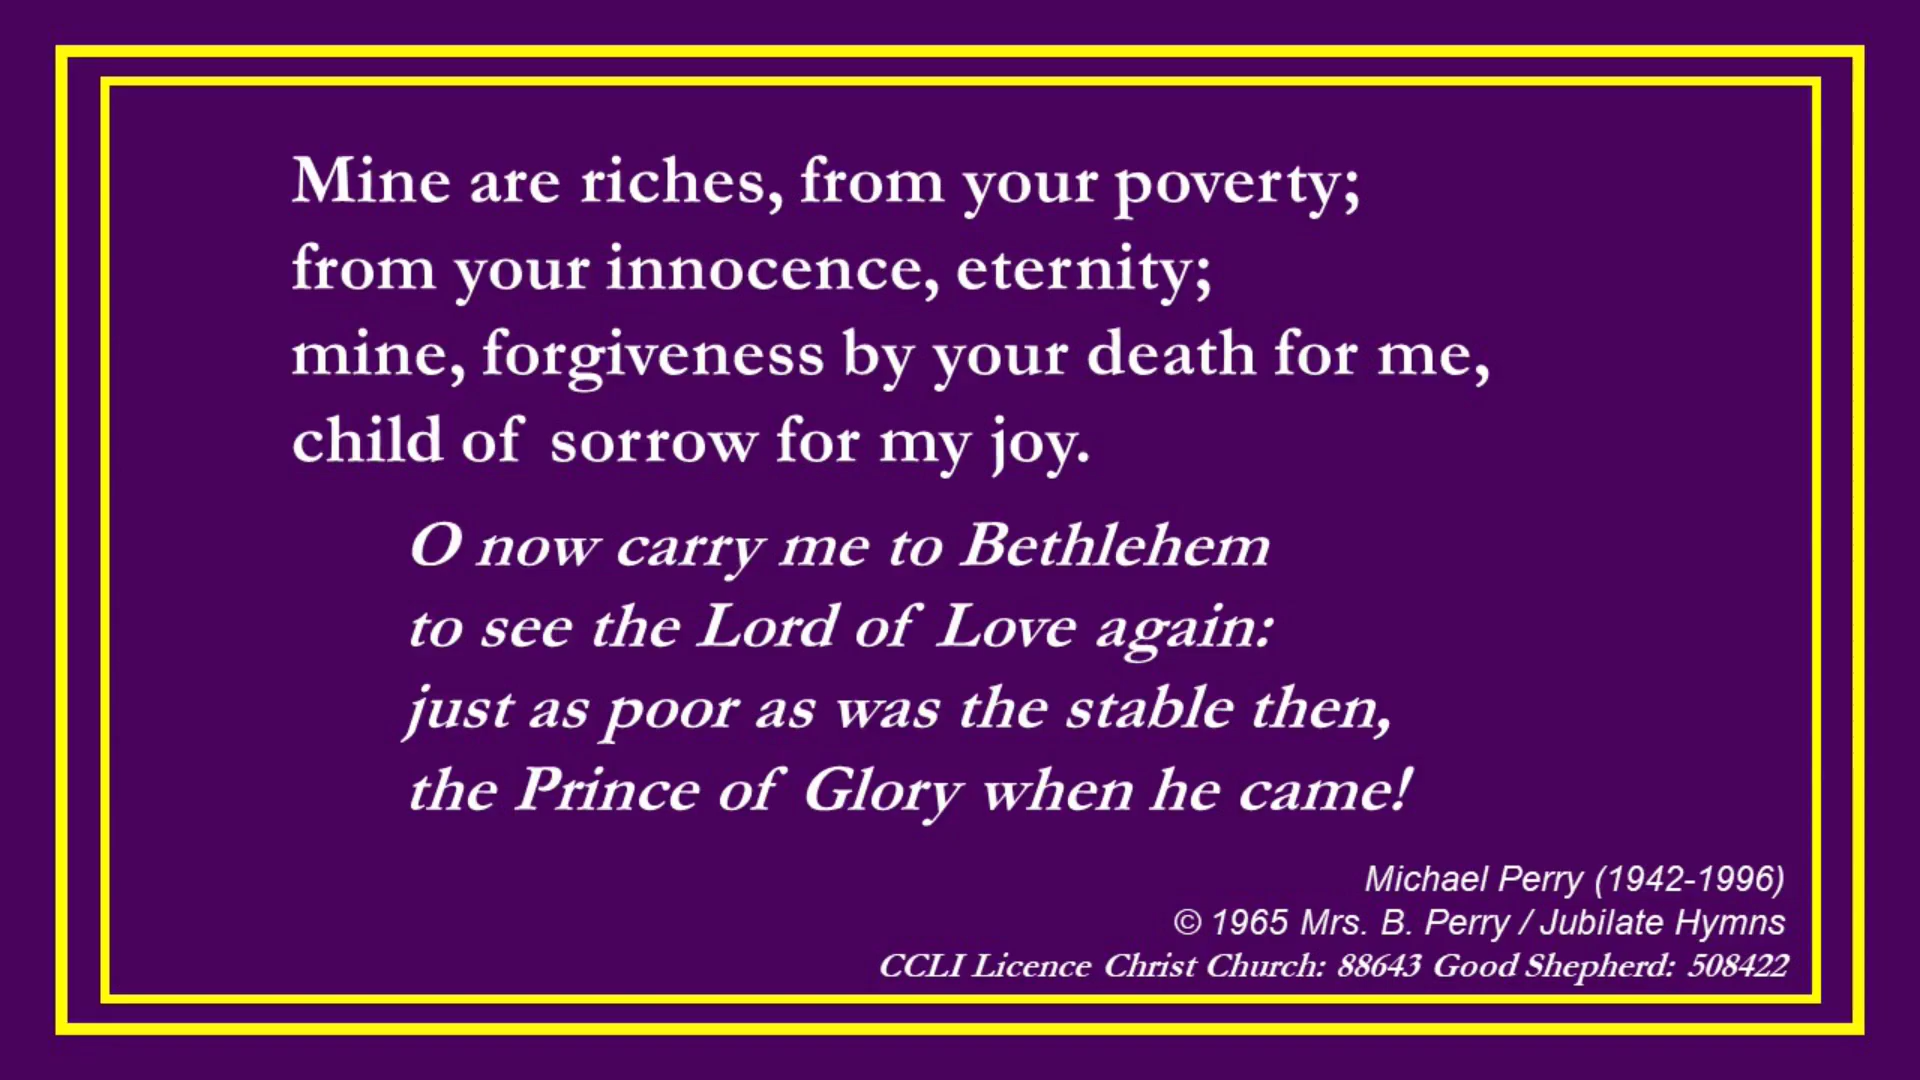 Mine are riches, from your poverty;
from your innocence, eternity;
mine, forgiveness by your death for me,
child of sorrow for my joy.
O now carry me to Bethlehem
to see the Lord of Love again:
just as poor as was the stable then,
the Prince of Glory when he came!
Michael Perry (1942-1996)
© 1965 Mrs. B. Perry / Jubilate Hymns
CCLI Licence Christ Church: 88643 Good Shepherd: 508422